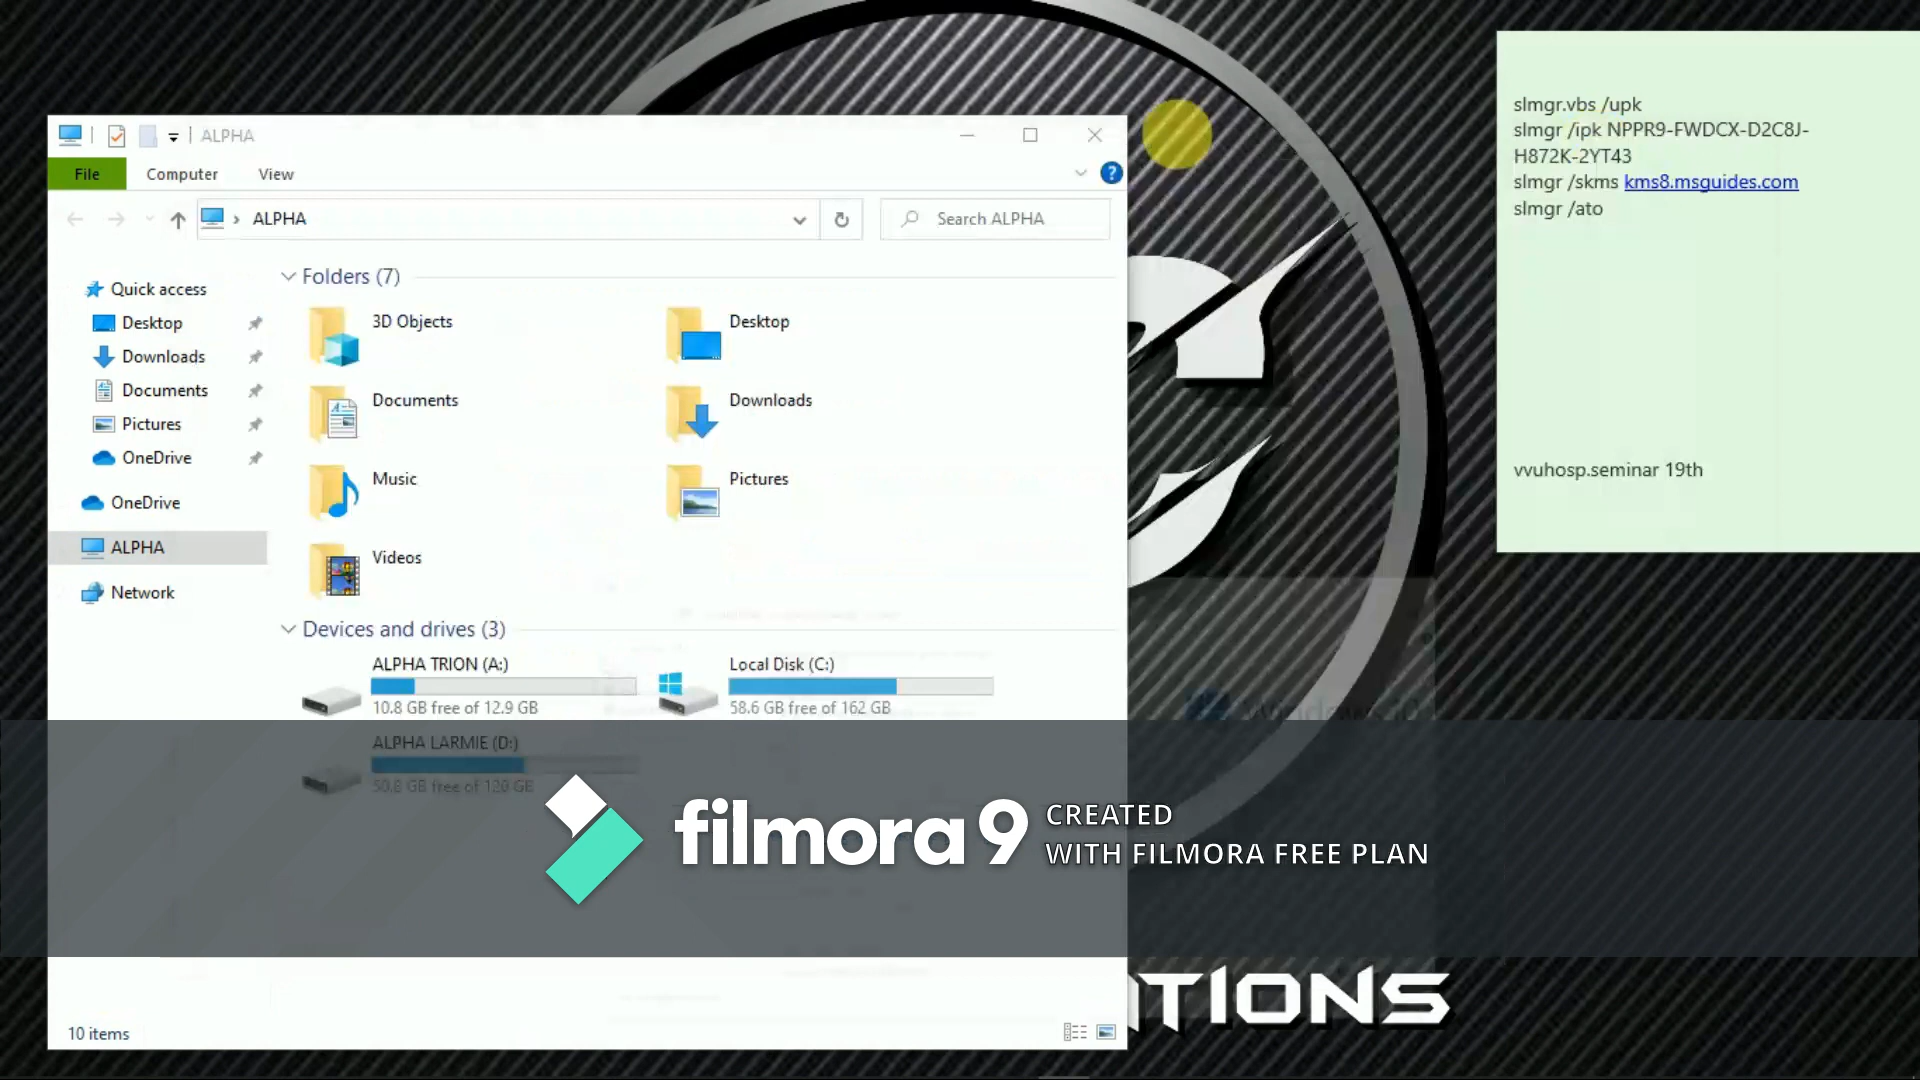 ALPHA
File
Computer
View
ALPHA
Search ALPHA
Quick access
Desktop
Downloads
Documents
Pictures
OneDrive
OneDrive
ALPHA
Network
Folders (7)
3D Objects
Desktop
Documents
Downloads
Music
Pictures
Videos
Devices and drives (3)
ALPHA TRION (A:)
10.8 GB free of 12.9 GB
Local Disk (C:)
58.6 GB free of 162 GB
ALPHA LARMIE (D:)
50.8 GB free of 120 GB
10 items
slmgr.vbs /upk
slmgr /ipk NPPR9-FWDCX-D2C8J-
H872K-2YT43
slmgr /skms kms8.msguides.com
slmgr /ato
vvuhosp.seminar 19th
filmora 9
CREATED
WITH FILMORA FREE PLAN
ATIONS